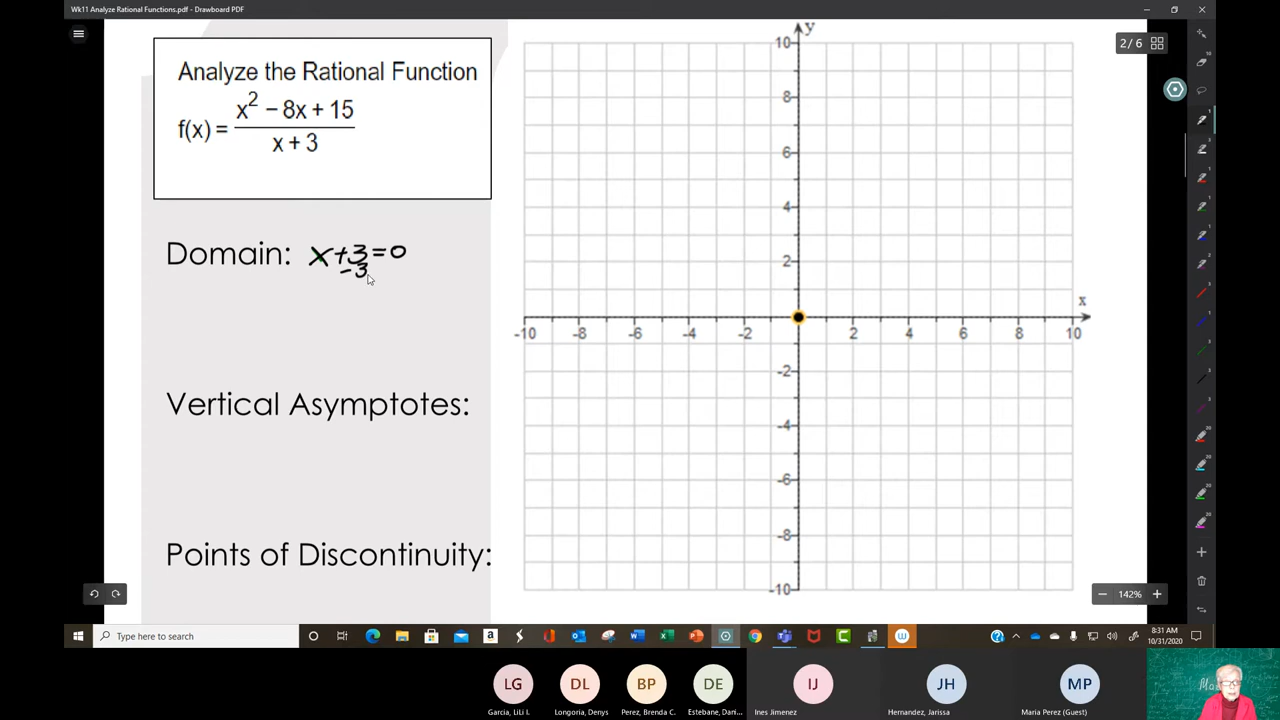 Wk11 Analyze Rational Functions.pdf - Drawboard PDF
2 / 6
Analyze the Rational Function
f(x) = x² − 8x + 15 / x + 3
Domain: x + 3 = 0
−3
Vertical Asymptotes:
Points of Discontinuity:
y
10
8
6
4
2
x
-10 -8 -6 -4 -2 2 4 6 8 10
-2
-4
-6
-8
-10
142%
Type here to search
8:31 AM
10/31/2020
LG DL BP DE IJ JH MP
Garcia, LiLi I. Longoria, Denys Perez, Brenda C. Estebane, Dani... Ines Jimenez Hernandez, Jarissa Maria Perez (Guest)